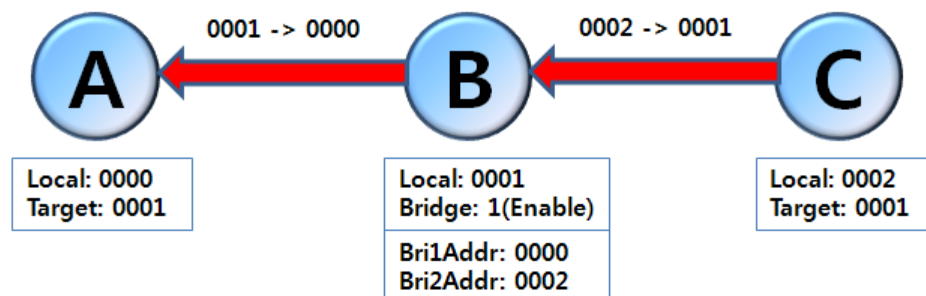 0001 -> 0000
0002 -> 0001
A
B
C
Local: 0000
Target: 0001
Local: 0001
Bridge: 1(Enable)
Bri1Addr: 0000
Bri2Addr: 0002
Local: 0002
Target: 0001